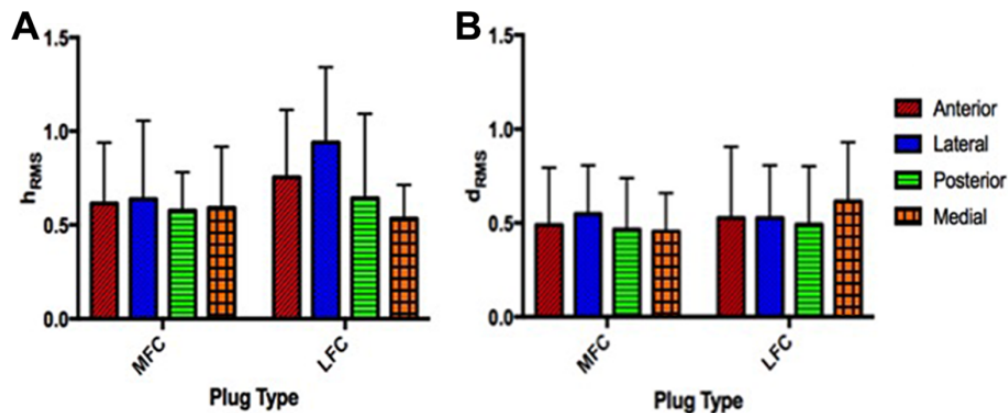 A
1.5
1.0
0.5
0.0
hRMS
MFC
LFC
Plug Type
B
1.5
1.0
0.5
0.0
dRMS
MFC
LFC
Plug Type
Anterior
Lateral
Posterior
Medial